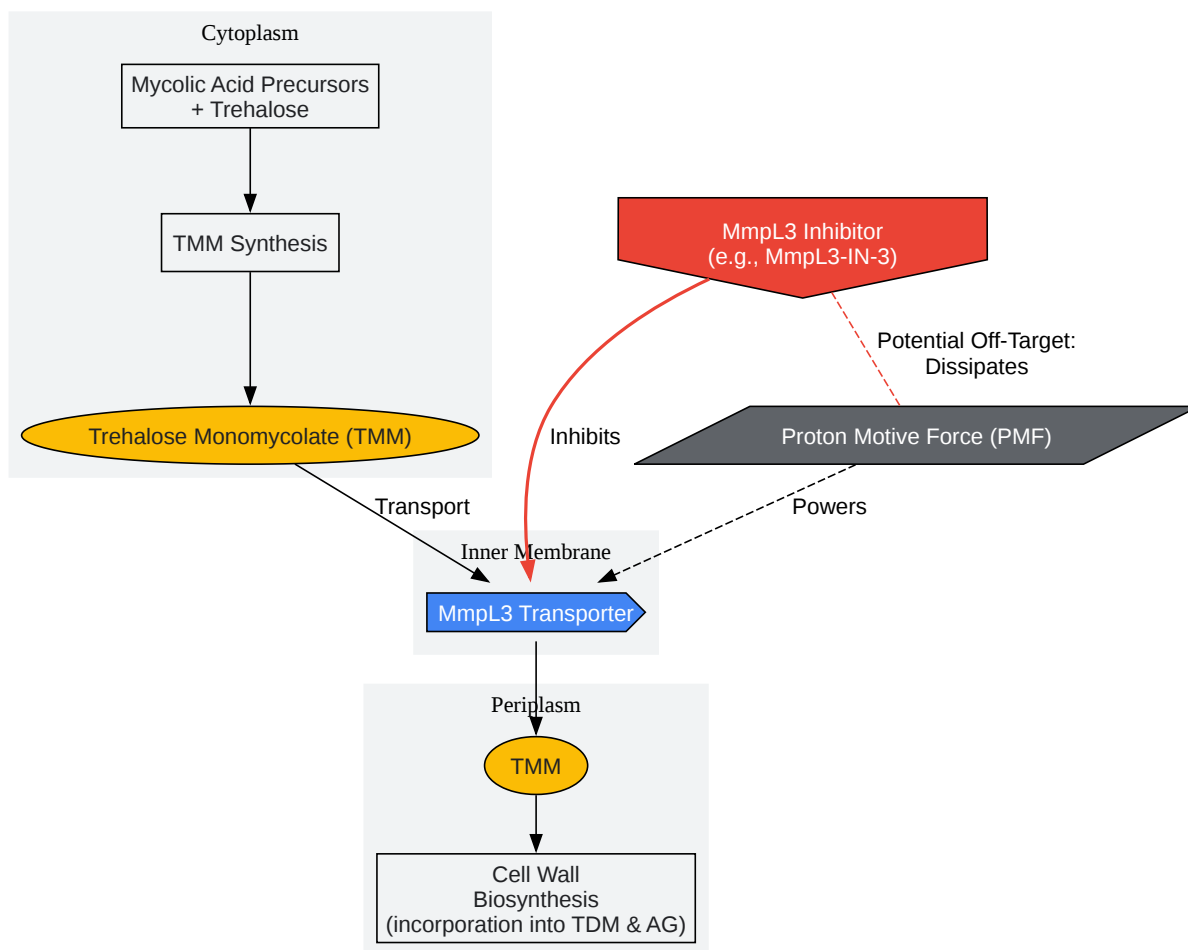 Cytoplasm
Mycolic Acid Precursors
+ Trehalose
TMM Synthesis
MmpL3 Inhibitor
(e.g., MmpL3-IN-3)
Potential Off-Target:
Dissipates
Trehalose Monomycolate (TMM)
Inhibits
Proton Motive Force (PMF)
Transport
Powers
Inner Membrane
MmpL3 Transporter
Periplasm
TMM
Cell Wall
Biosynthesis
(incorporation into TDM & AG)